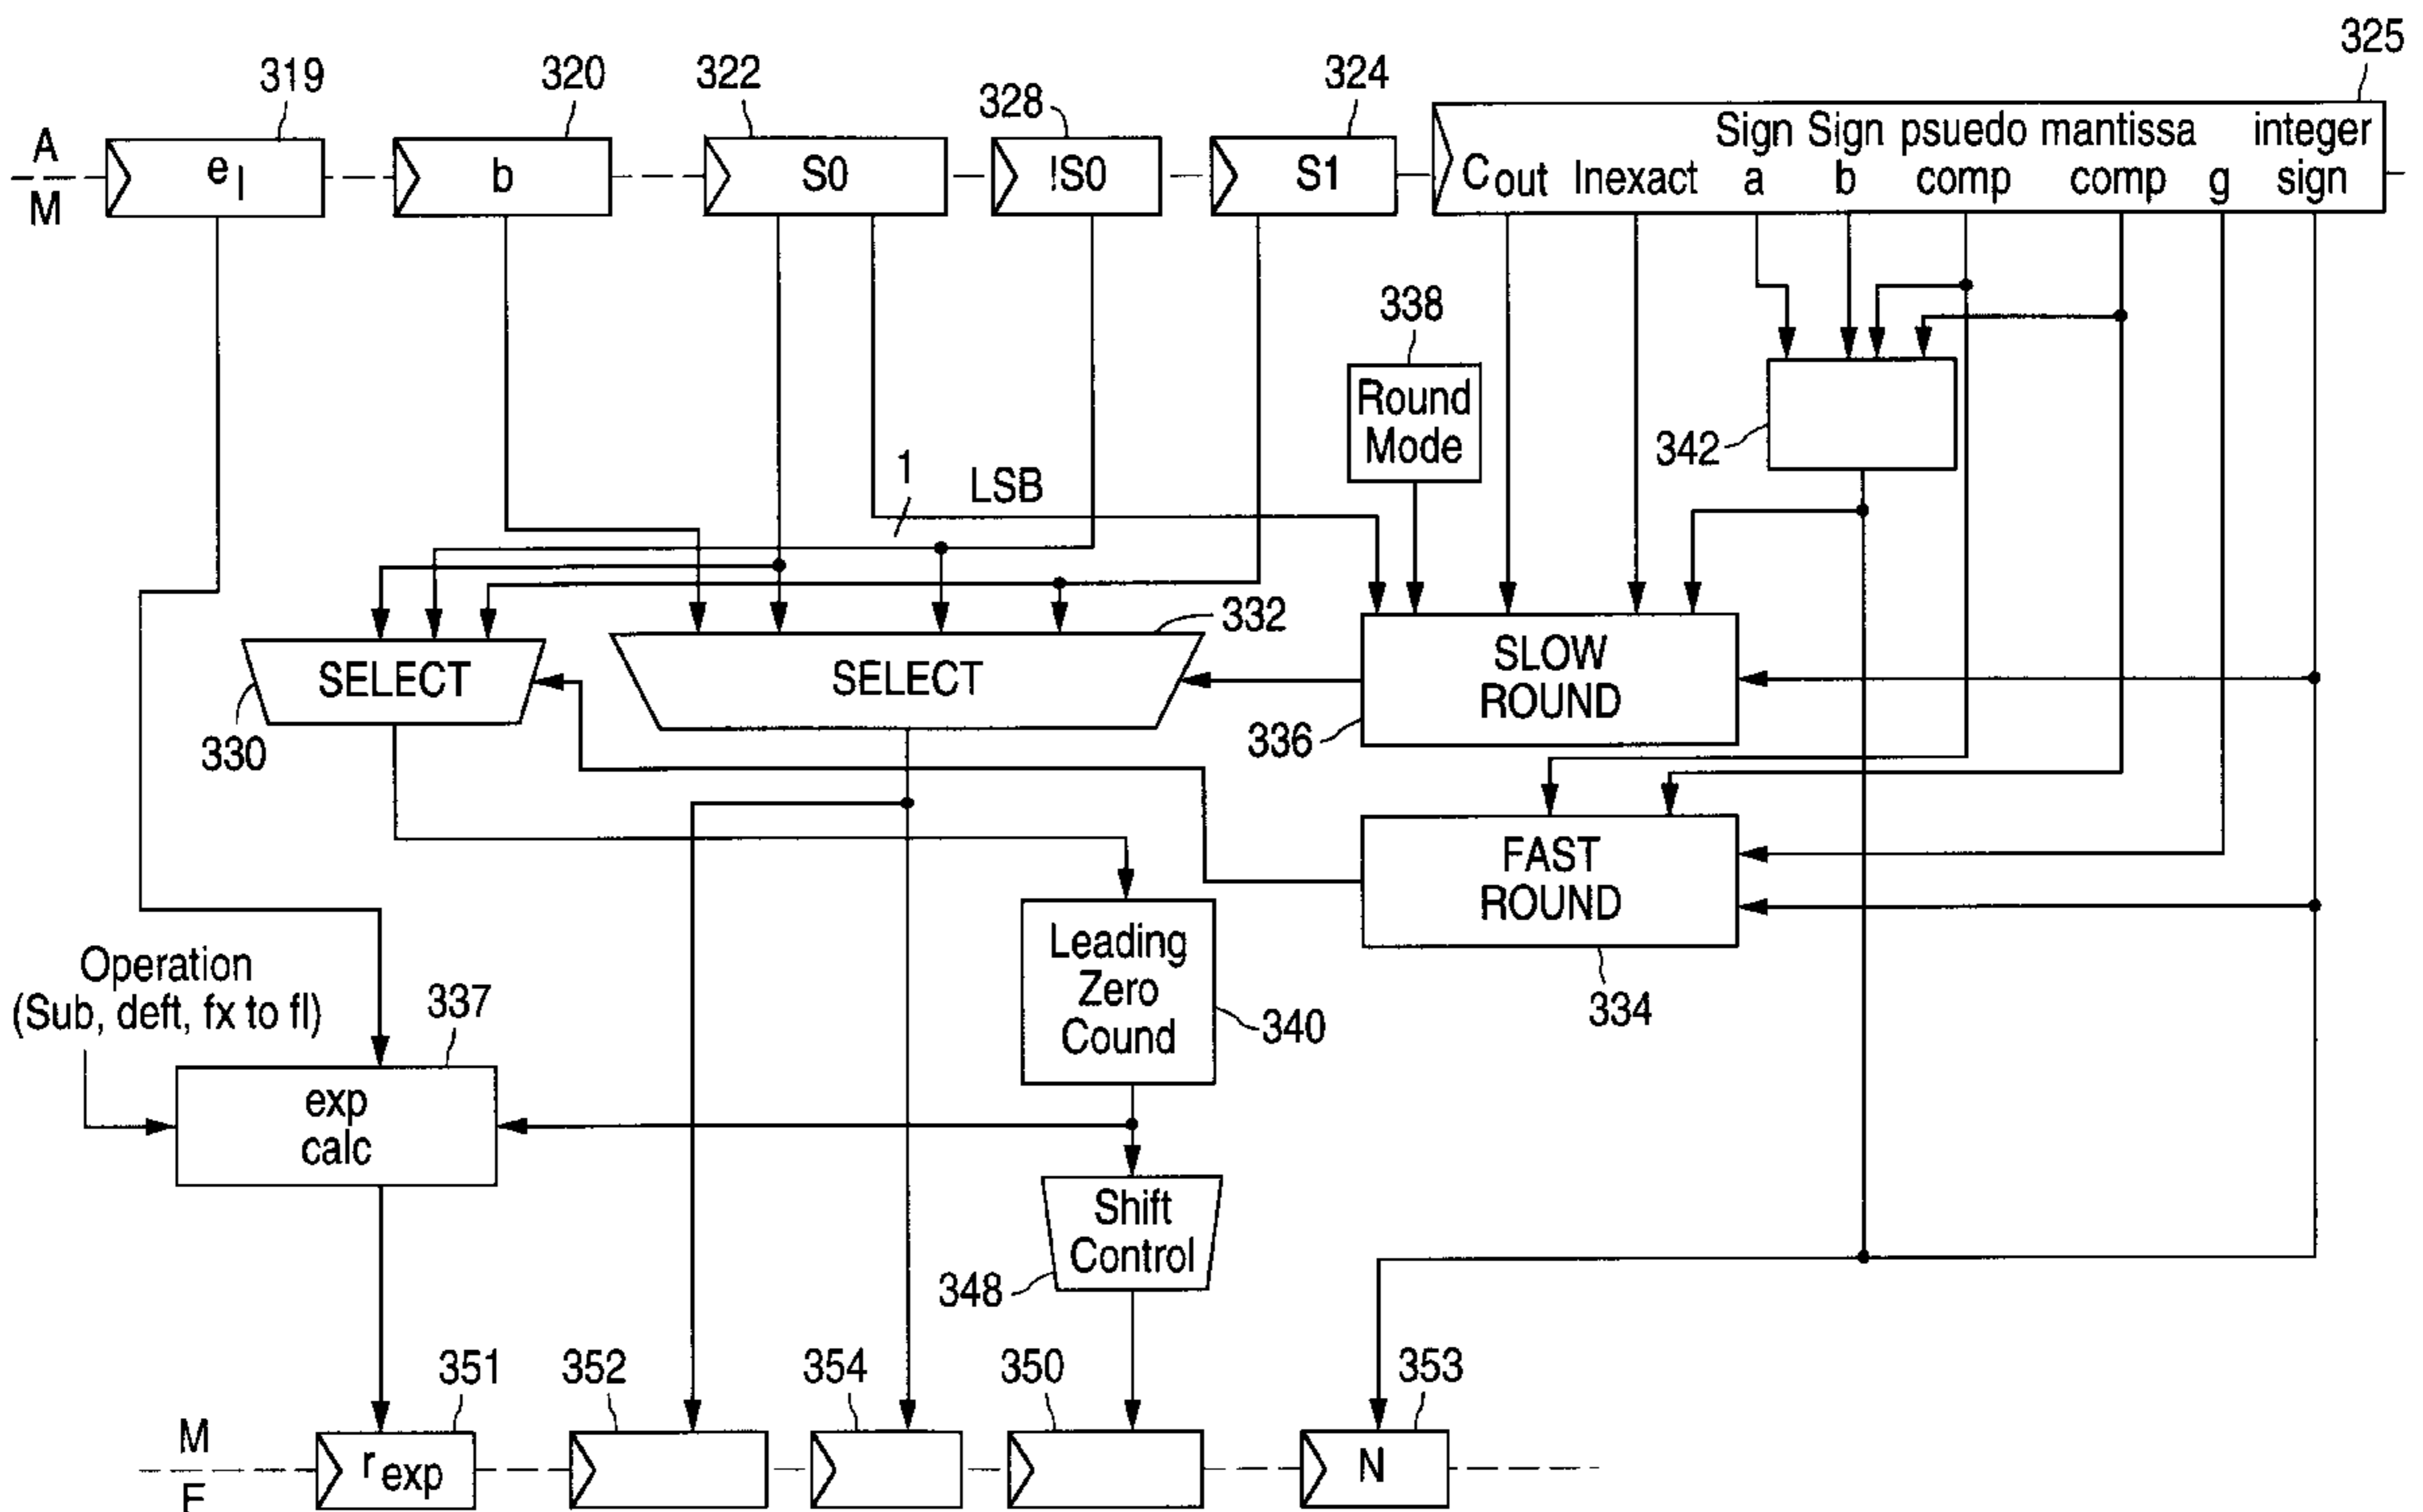 325
319
320
322
328
324
A
M
e1
b
S0
!S0
S1
Sign Sign psuedo mantissa integer
Cout Inexact a b comp comp g sign
338
Round
Mode
342
1
LSB
332
SELECT
SELECT
SLOW
ROUND
330
336
FAST
ROUND
334
Leading
Zero
Cound
340
Operation
(Sub, deft, fx to fl)
337
exp
calc
Shift
Control
348
351
352
354
350
353
M
rexp
N